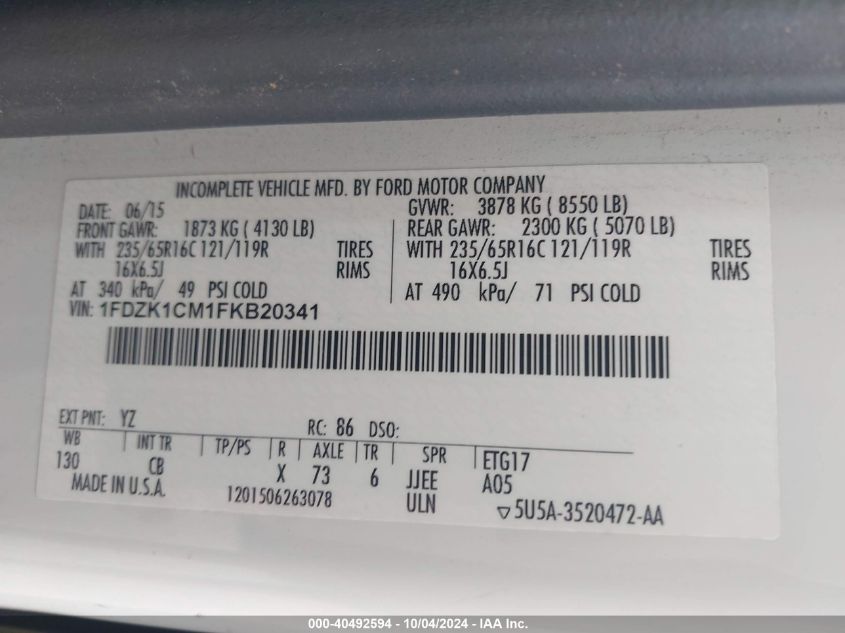 INCOMPLETE VEHICLE MFD. BY FORD MOTOR COMPANY
DATE: 06/15 GVWR: 3878 KG ( 8550 LB)
FRONT GAWR: 1873 KG ( 4130 LB) REAR GAWR: 2300 KG ( 5070 LB)
WITH 235/65R16C 121/119R TIRES WITH 235/65R16C 121/119R TIRES
16X6.5J RIMS 16X6.5J RIMS
AT 340 kPa/ 49 PSI COLD AT 490 kPa/ 71 PSI COLD
VIN: 1FDZK1CM1FKB20341
EXT PNT: YZ RC: 86 DSO:
WB INT TR TP/PS R AXLE TR SPR ETG17
130 CB X 73 6 JJEE A05
MADE IN U.S.A. 1201506263078 ULN ▽5U5A-3520472-AA
000-40492594 - 10/04/2024 - IAA Inc.